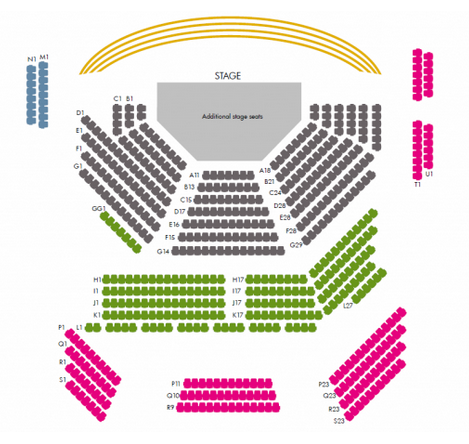 N1 M1
STAGE
C1 B1
Additional stage seats
D1
E1
F1
G1
GG1
A11
B13
C15
D17
E16
F15
G14
A18
B21
C24
D28
E28
F28
G29
T1
U1
H1
I1
J1
K1
L1
H17
I17
J17
K17
L27
P1
Q1
R1
S1
P11
Q10
R9
P23
Q23
R23
S23